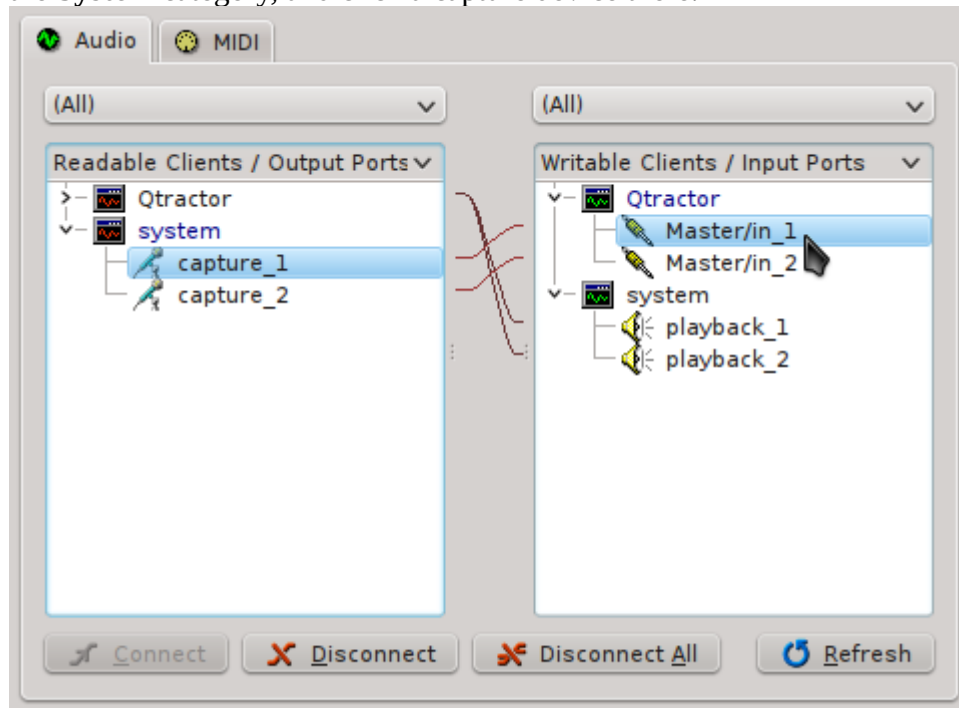 Audio MIDI
(All) (All)
Readable Clients / Output Ports Writable Clients / Input Ports
Qtractor Qtractor
system Master/in_1
capture_1 Master/in_2
capture_2 system
playback_1
playback_2
Connect Disconnect Disconnect All Refresh